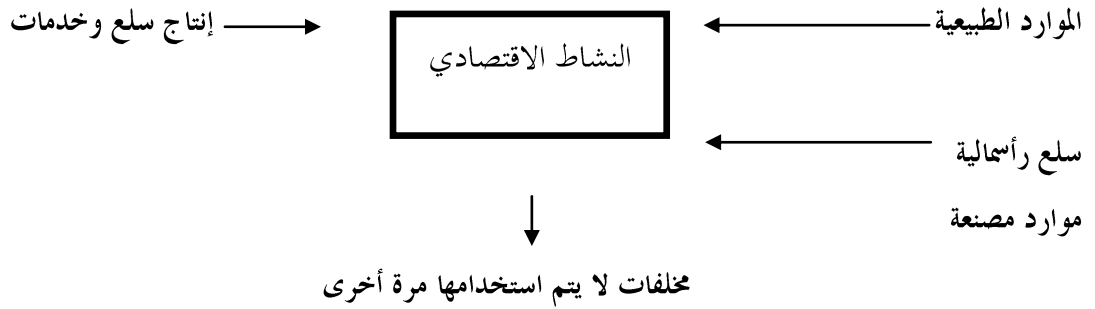 الموارد الطبيعية
النشاط الاقتصادي
إنتاج سلع وخدمات
سلع رأسمالية
موارد مصنعة
مخلفات لا يتم استخدامها مرة أخرى